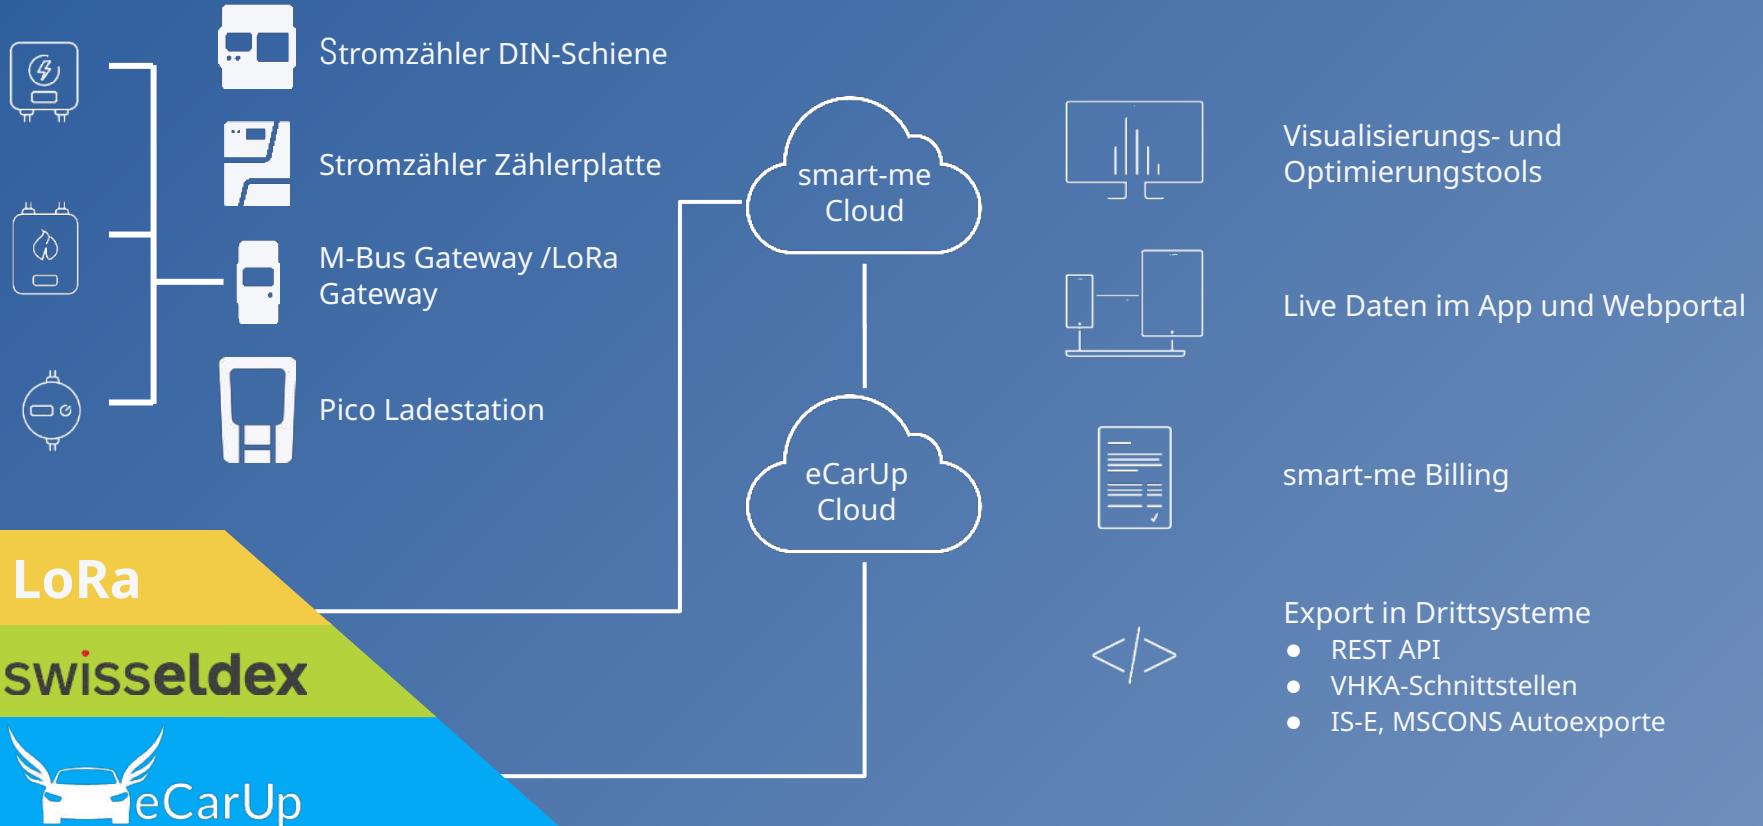 Stromzähler DIN-Schiene
Stromzähler Zählerplatte
M-Bus Gateway /LoRa
Gateway
Pico Ladestation
LoRa
swisseldex
eCarUp
smart-me
Cloud
eCarUp
Cloud
Visualisierungs- und
Optimierungstools
Live Daten im App und Webportal
smart-me Billing
</>
Export in Drittsysteme
● REST API
● VHKA-Schnittstellen
● IS-E, MSCONS Autoexporte